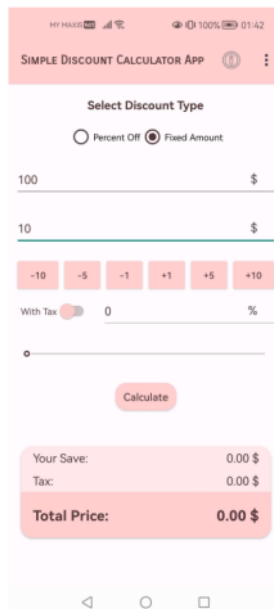 MY MAXIS 100% 01:42
SIMPLE DISCOUNT CALCULATOR APP
Select Discount Type
Percent Off Fixed Amount
100 $
10 $
-10 -5 -1 +1 +5 +10
With Tax 0 %
Calculate
Your Save: 0.00 $
Tax: 0.00 $
Total Price: 0.00 $